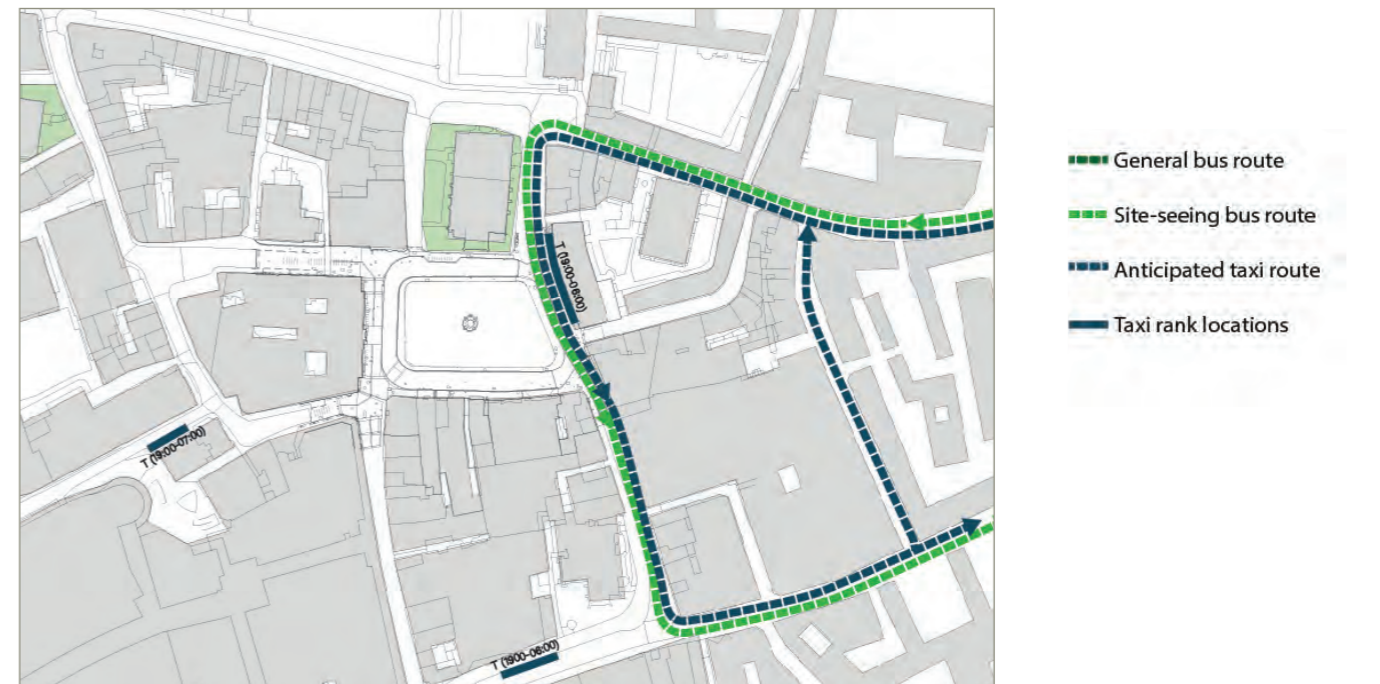 General bus route
Site-seeing bus route
Anticipated taxi route
Taxi rank locations
T (19:00-06:00)
T (19:00-07:00)
T (1900-06:00)